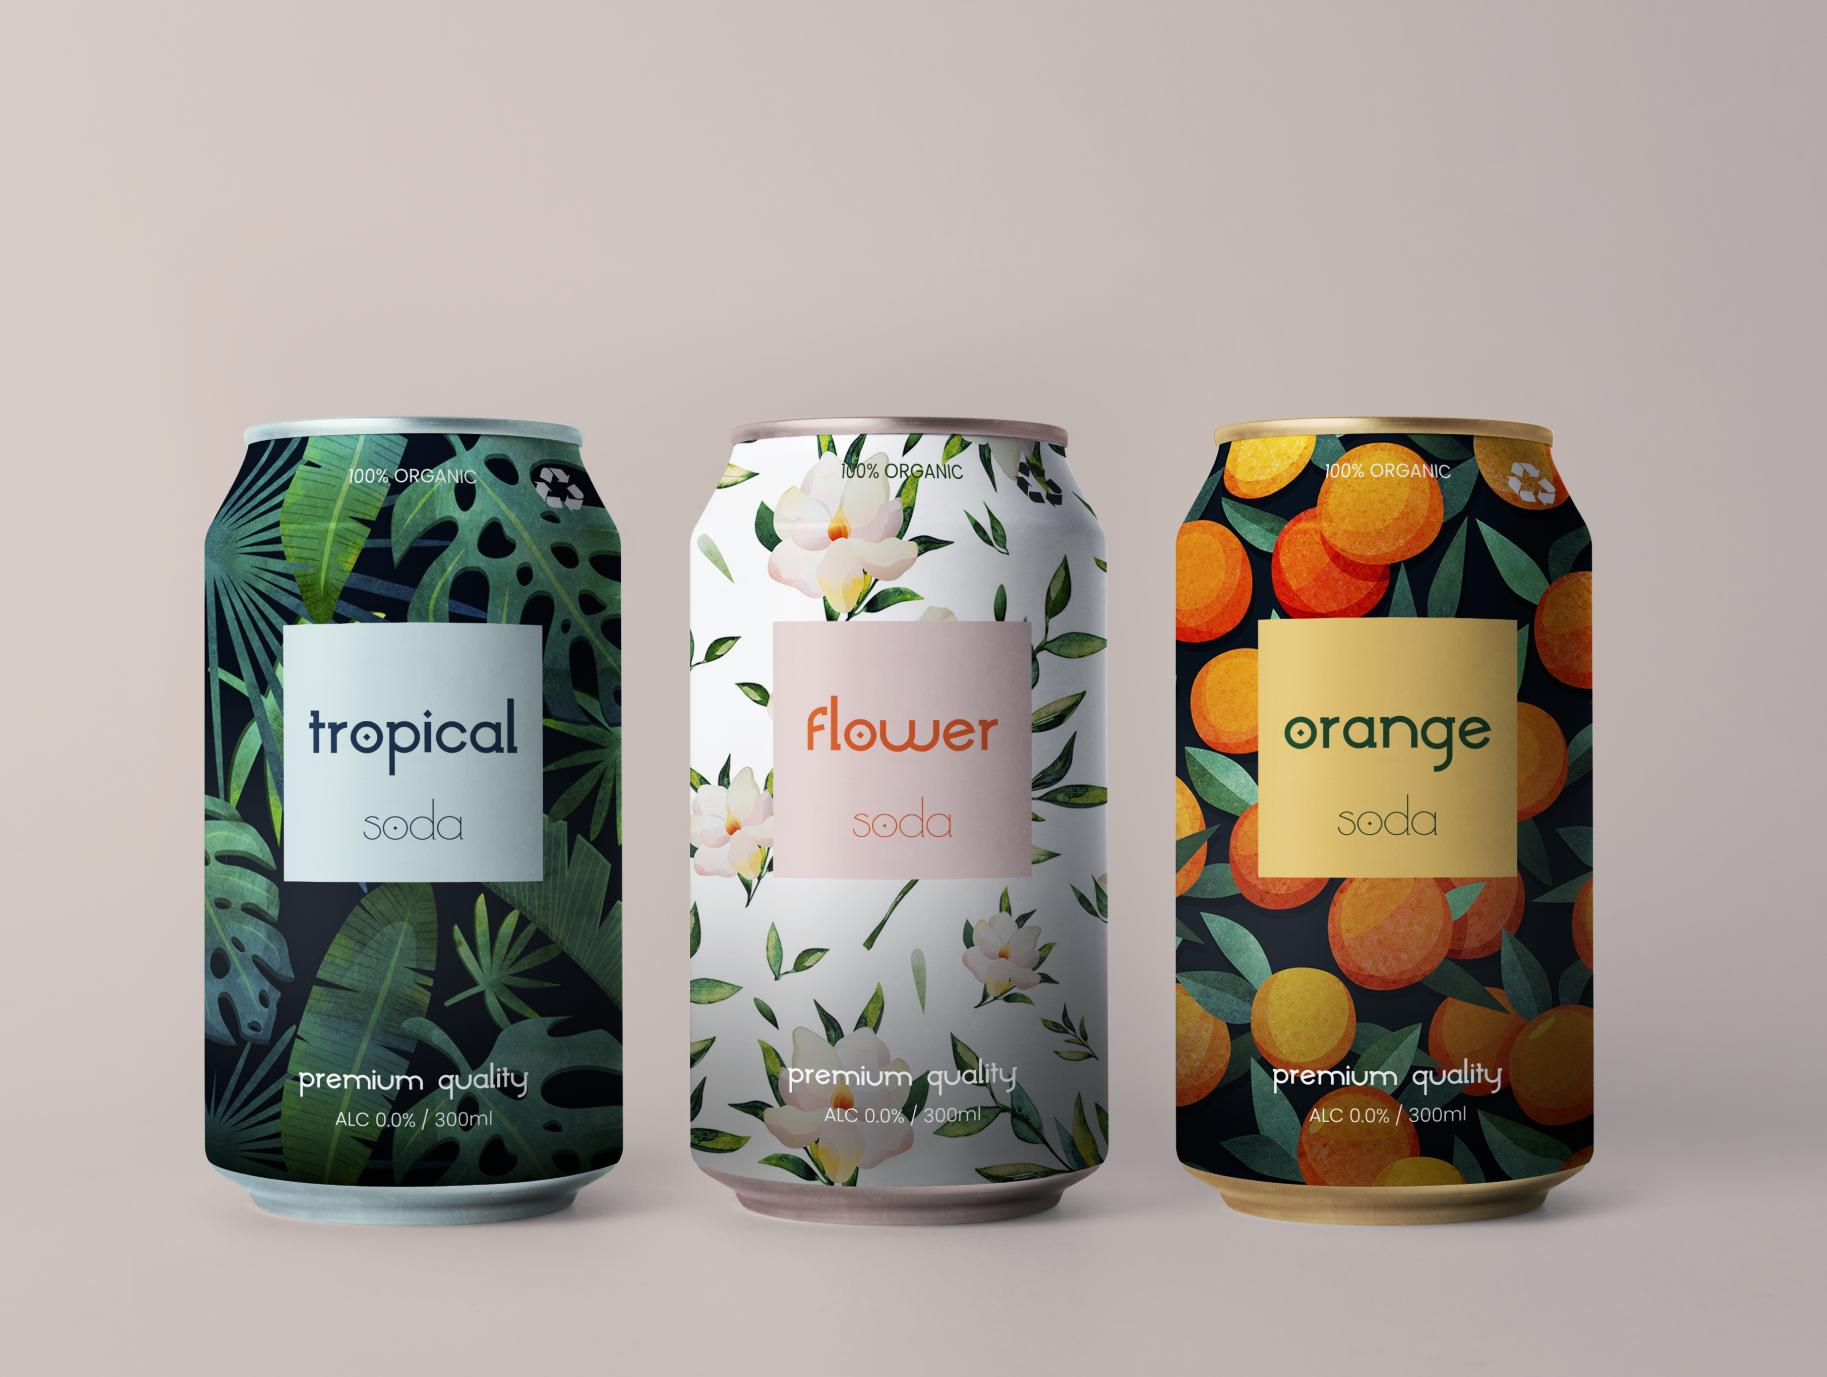 100% ORGANIC
tropical
soda
premium quality
ALC 0.0% / 300ml
100% ORGANIC
flower
soda
premium quality
ALC 0.0% / 300ml
100% ORGANIC
orange
soda
premium quality
ALC 0.0% / 300ml